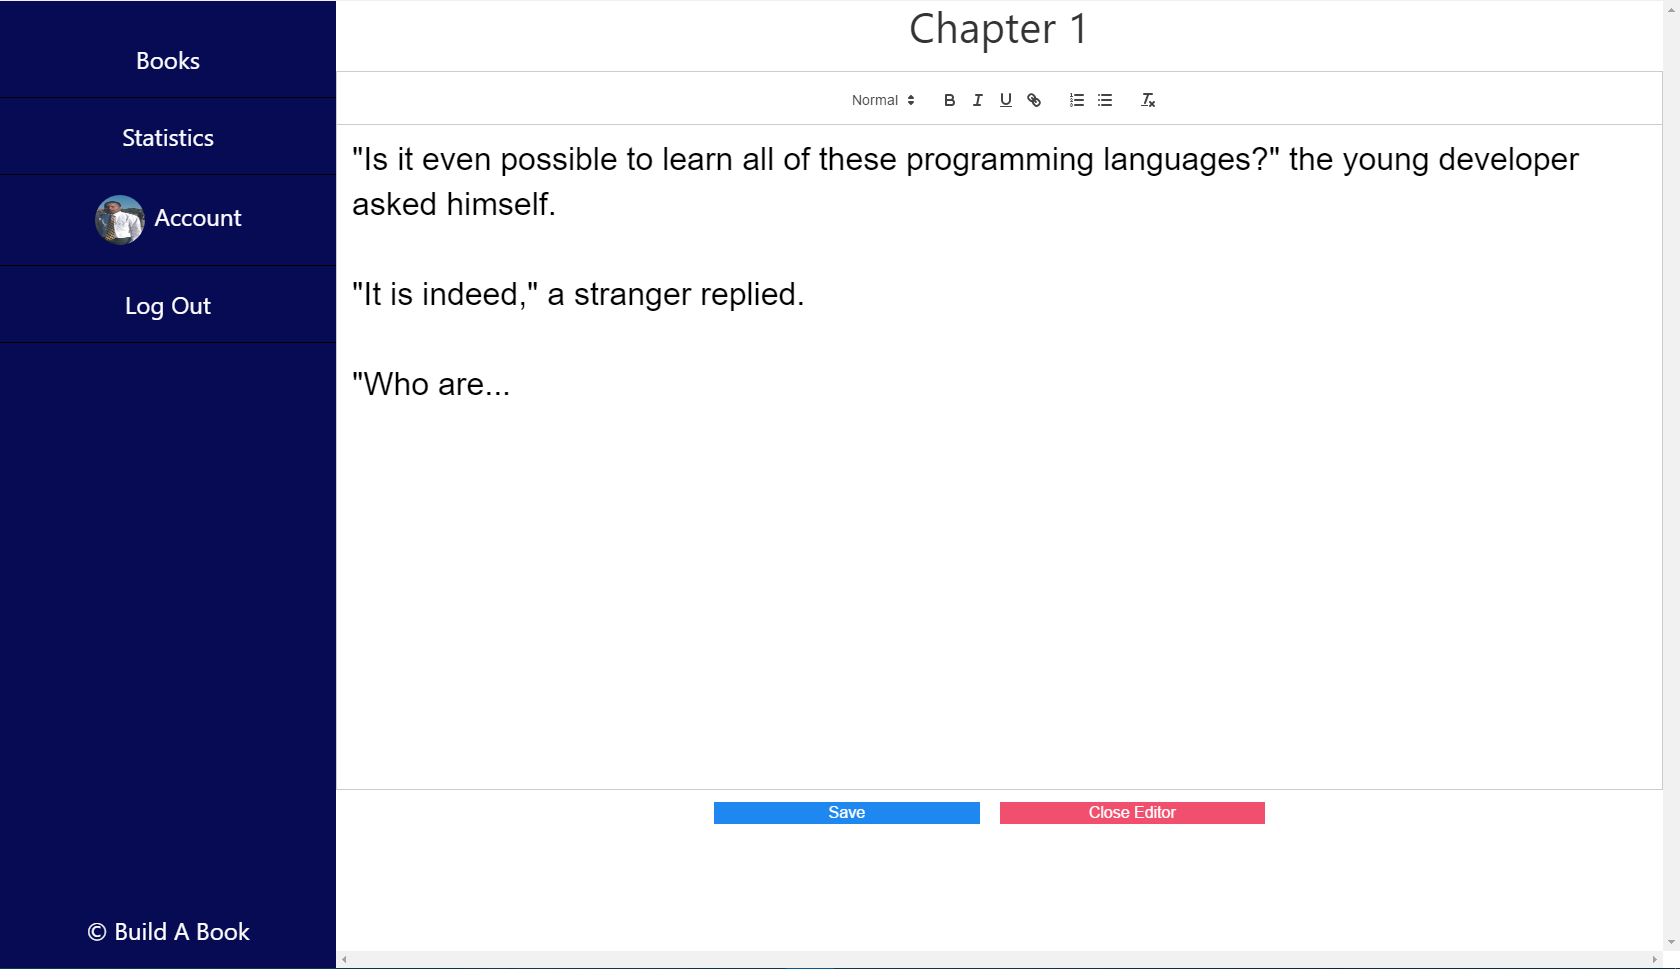 Books
Statistics
Account
Log Out
© Build A Book
Chapter 1
Normal
"Is it even possible to learn all of these programming languages?" the young developer
asked himself.
"It is indeed," a stranger replied.
"Who are...
Save
Close Editor